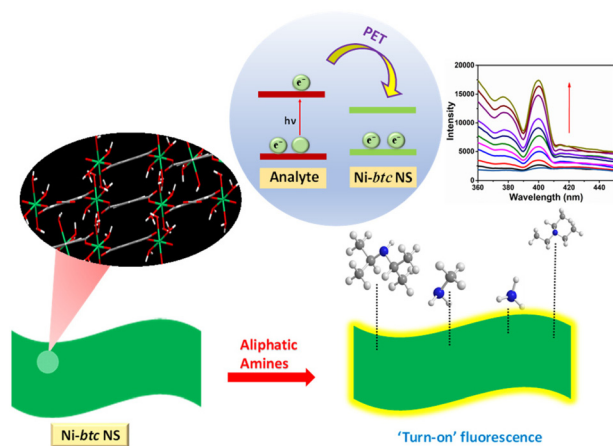 PET
e⁻
e⁻
hν
e⁻
e⁻ e⁻
Analyte
Ni-btc NS
20000
15000
10000
5000
0
Intensity
360 380 400 420 440
Wavelength (nm)
Aliphatic
Amines
Ni-btc NS
'Turn-on' fluorescence